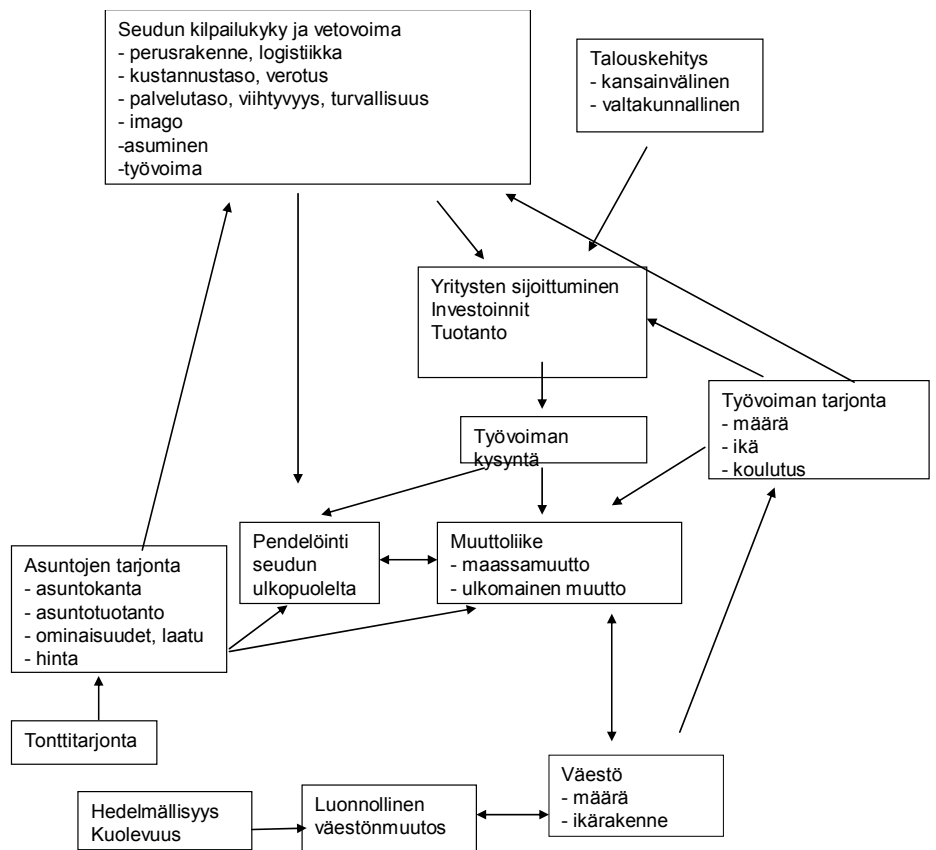 Seudun kilpailukyky ja vetovoima
- perusrakenne, logistiikka
- kustannustaso, verotus
- palvelutaso, viihtyvyys, turvallisuus
- imago
-asuminen
-työvoima
Talouskehitys
- kansainvälinen
- valtakunnallinen
Yritysten sijoittuminen
Investoinnit
Tuotanto
Työvoiman tarjonta
- määrä
- ikä
- koulutus
Työvoiman
kysyntä
Pendelöinti
seudun
ulkopuolelta
Muuttoliike
- maassamuutto
- ulkomainen muutto
Asuntojen tarjonta
- asuntokanta
- asuntotuotanto
- ominaisuudet, laatu
- hinta
Tonttitarjonta
Väestö
- määrä
- ikärakenne
Hedelmällisyys
Kuolevuus
Luonnollinen
väestönmuutos